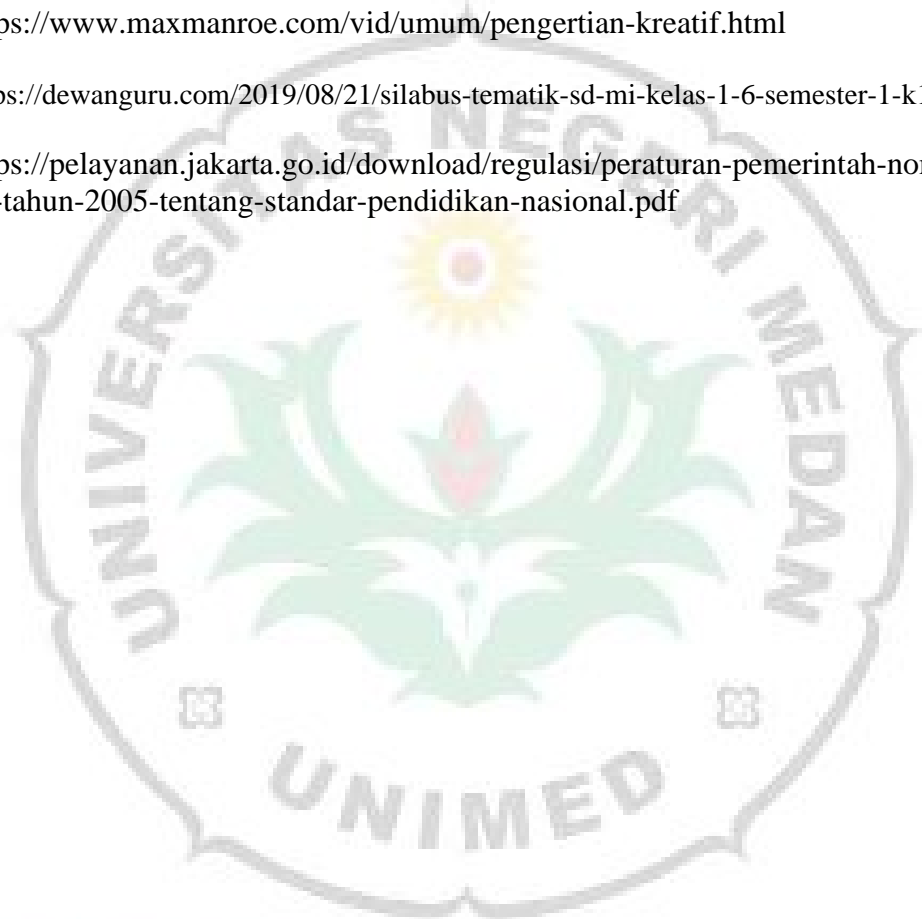 ps://www.maxmanroe.com/vid/umum/pengertian-kreatif.html
ps://dewanguru.com/2019/08/21/silabus-tematik-sd-mi-kelas-1-6-semester-1-k1
ps://pelayanan.jakarta.go.id/download/regulasi/peraturan-pemerintah-no
-tahun-2005-tentang-standar-pendidikan-nasional.pdf
UNIVERSITAS NEGERI MEDAN
UNIMED